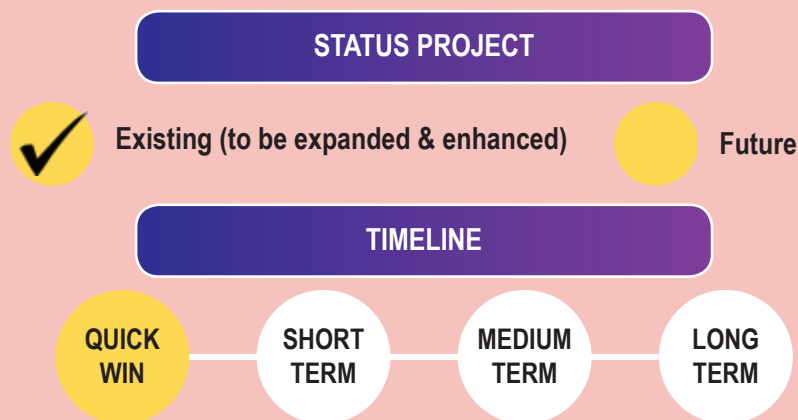 STATUS PROJECT
Existing (to be expanded & enhanced)
Future
TIMELINE
QUICK
WIN
SHORT
TERM
MEDIUM
TERM
LONG
TERM